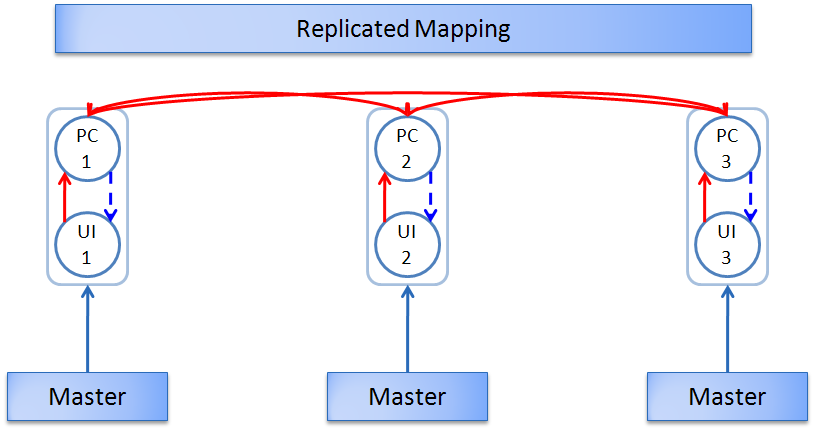 Replicated Mapping
PC
1
PC
2
PC
3
UI
1
UI
2
UI
3
Master
Master
Master